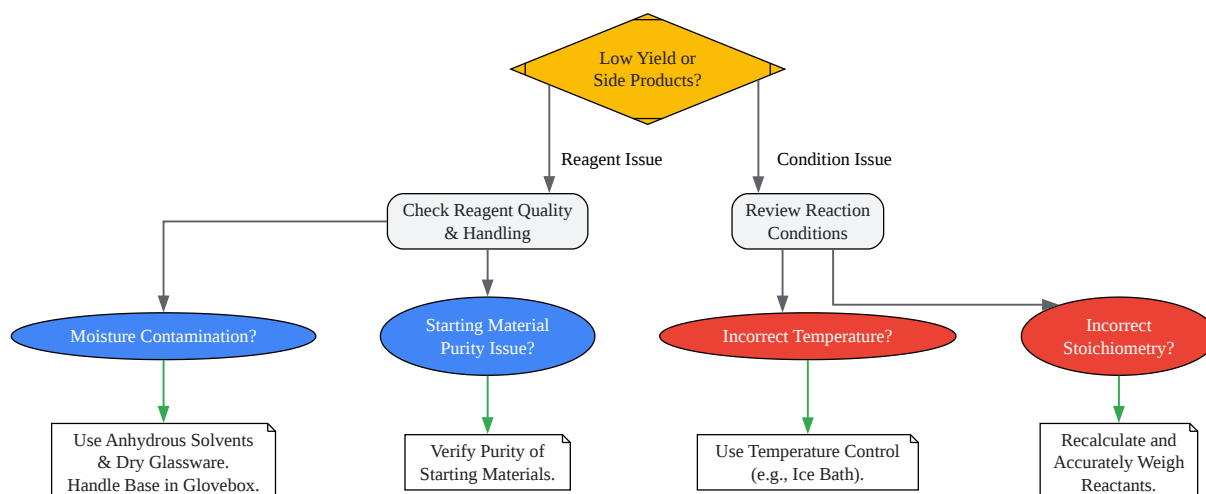 Low Yield or
Side Products?
Reagent Issue
Condition Issue
Check Reagent Quality
& Handling
Review Reaction
Conditions
Moisture Contamination?
Starting Material
Purity Issue?
Incorrect Temperature?
Incorrect
Stoichiometry?
Use Anhydrous Solvents
& Dry Glassware.
Handle Base in Glovebox.
Verify Purity of
Starting Materials.
Use Temperature Control
(e.g., Ice Bath).
Recalculate and
Accurately Weigh
Reactants.